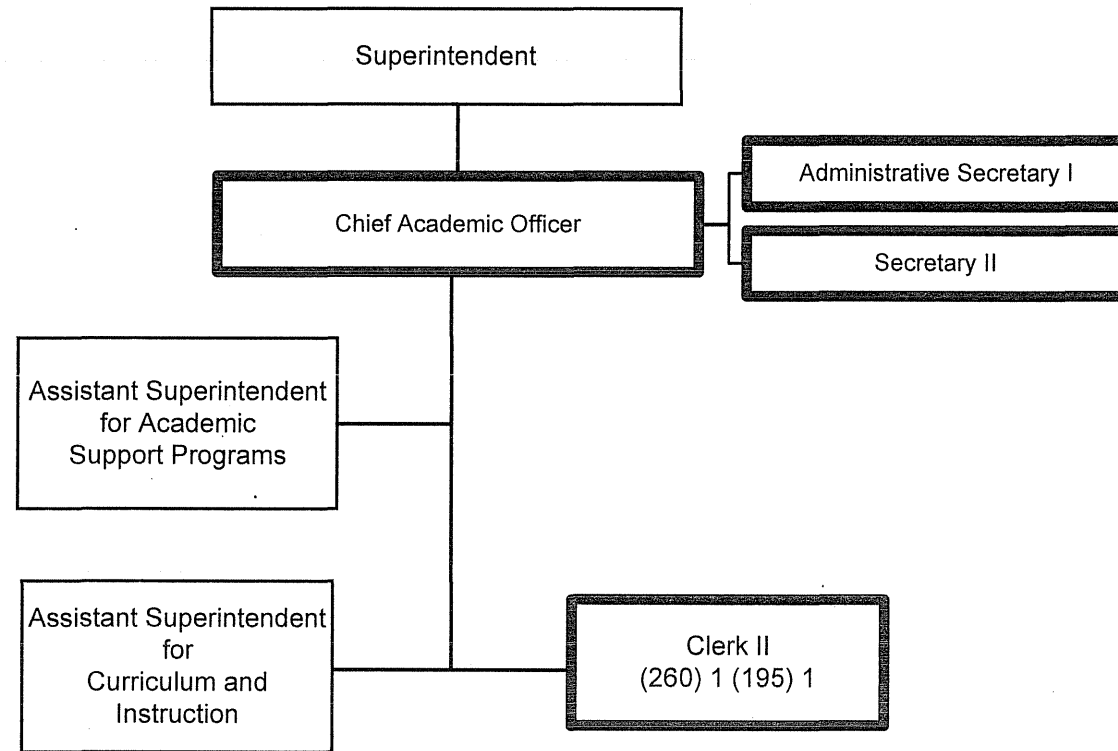 Superintendent
Chief Academic Officer
Administrative Secretary I
Secretary II
Assistant Superintendent
for Academic
Support Programs
Assistant Superintendent
for
Curriculum and
Instruction
Clerk II
(260) 1 (195) 1